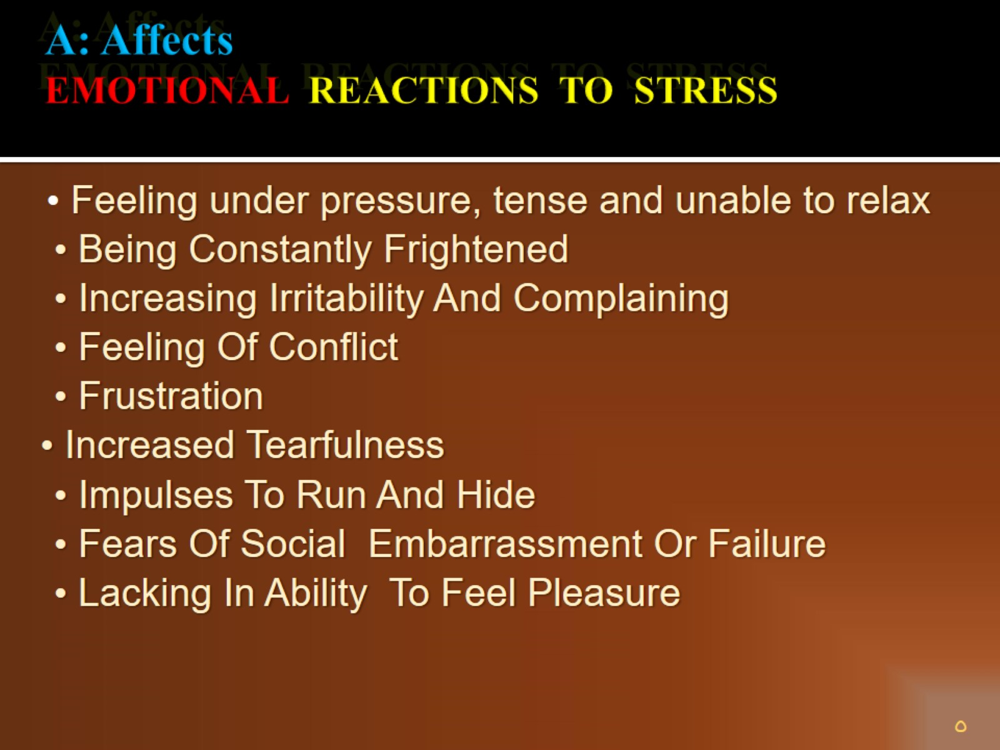 A: Affects
EMOTIONAL REACTIONS TO STRESS
• Feeling under pressure, tense and unable to relax
• Being Constantly Frightened
• Increasing Irritability And Complaining
• Feeling Of Conflict
• Frustration
• Increased Tearfulness
• Impulses To Run And Hide
• Fears Of Social Embarrassment Or Failure
• Lacking In Ability To Feel Pleasure
٥